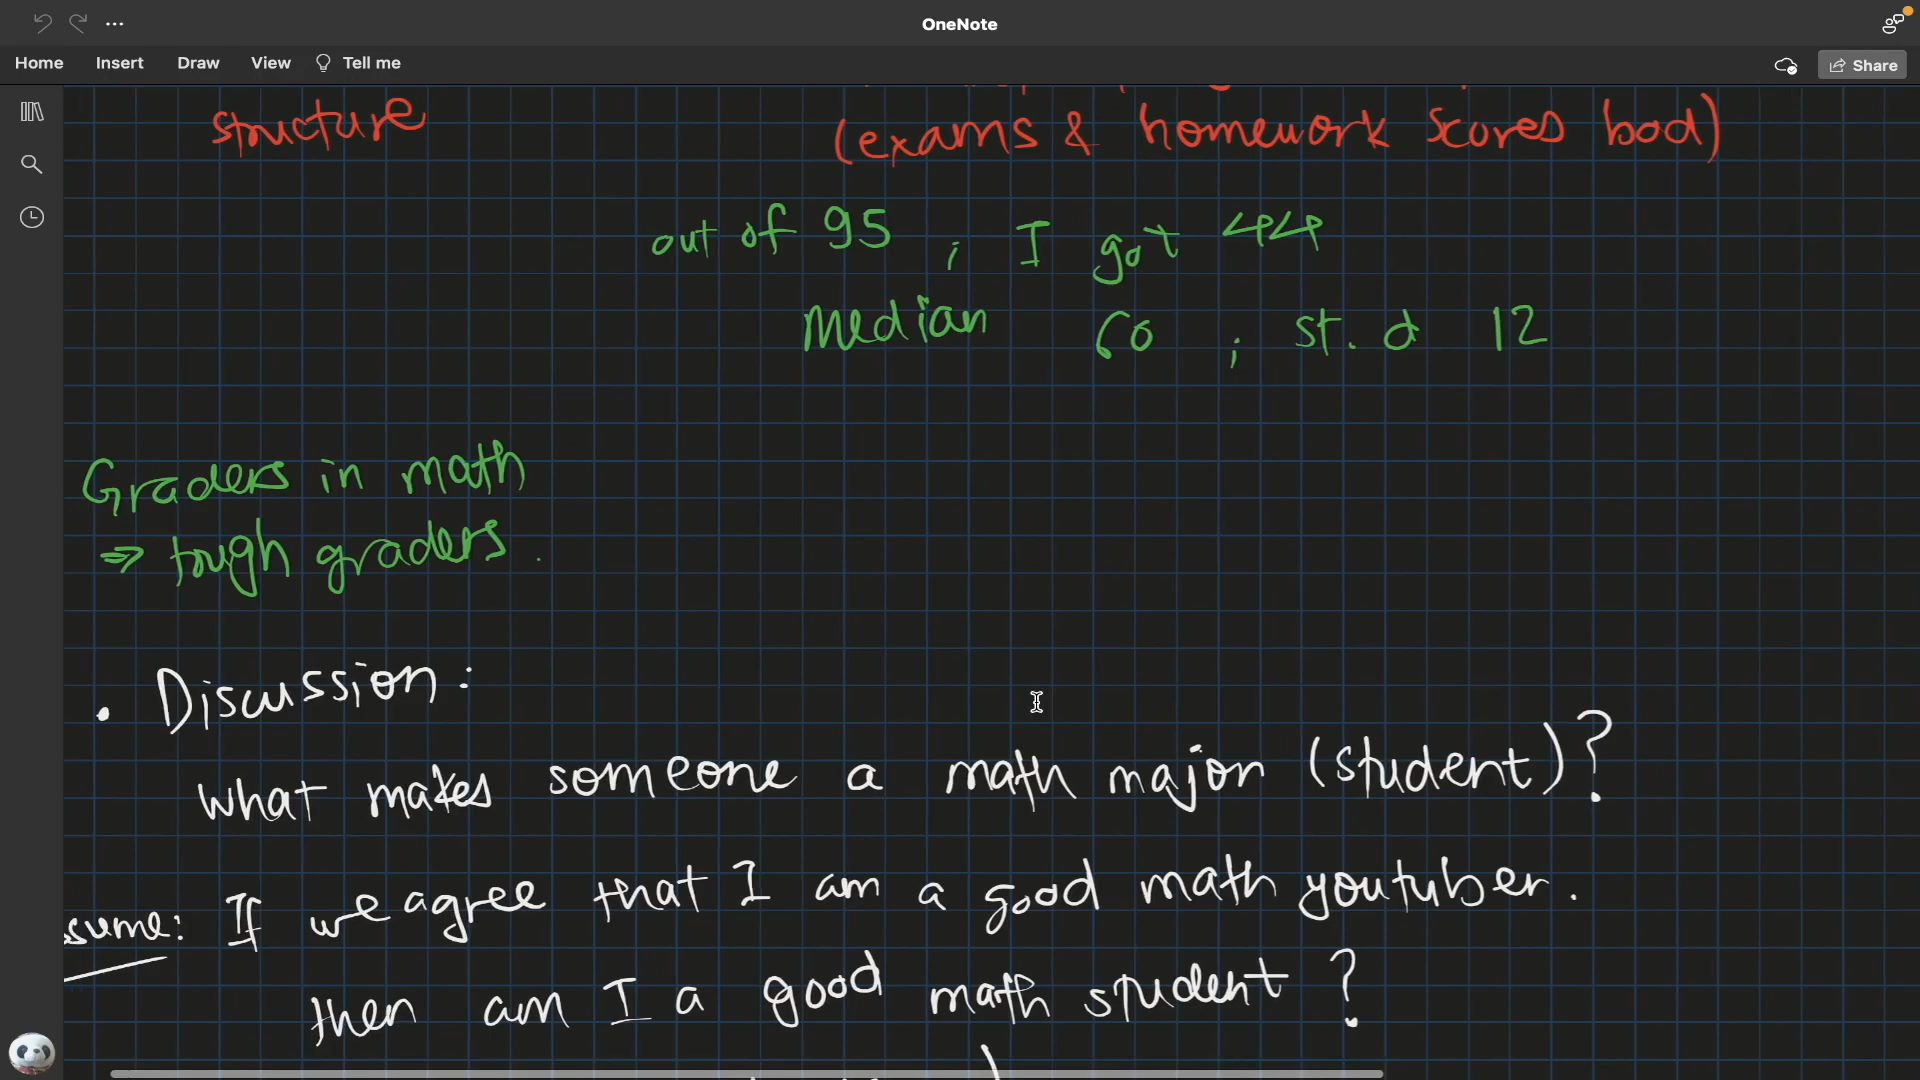 OneNote
Home Insert Draw View Tell me Share
structure
(exams & homework scores bad)
out of 95 , I got 44
Median 60 ; st. d 12
Graders in math
⇒ tough graders.
• Discussion:
What makes someone a math major (student)?
ssume: If we agree that I am a good math youtuber.
then am I a good math student ?